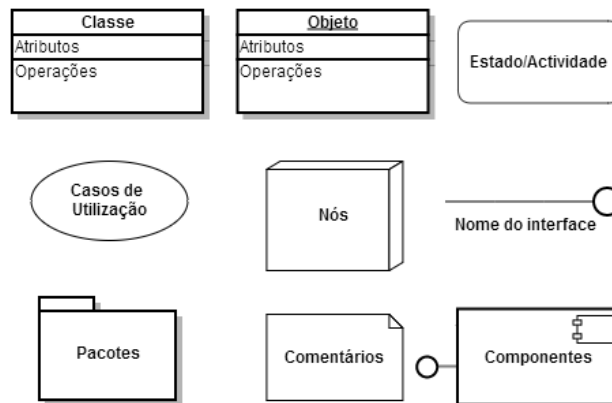 Classe
Atributos
Operações
Objeto
Atributos
Operações
Estado/Actividade
Casos de
Utilização
Nós
Nome do interface
Pacotes
Comentários
Componentes